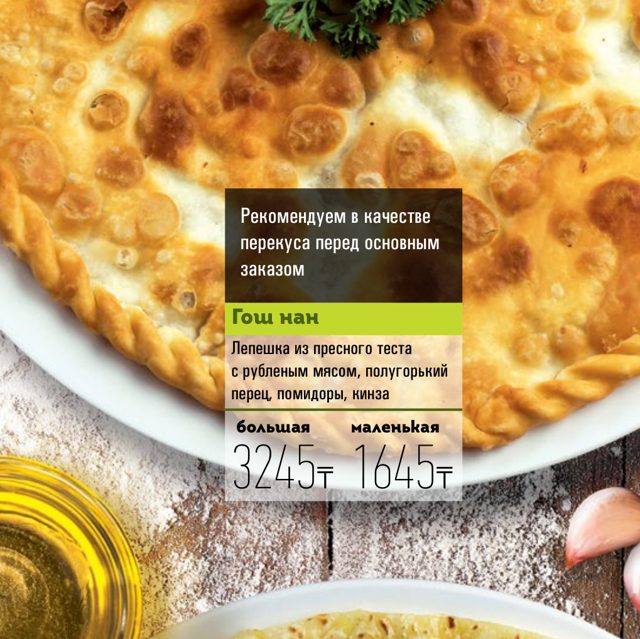 Рекомендуем в качестве
перекуса перед основным
заказом
Гош нан
Лепешка из пресного теста
с рубленым мясом, полугорький
перец, помидоры, кинза
большая маленькая
3245₸ 1645₸